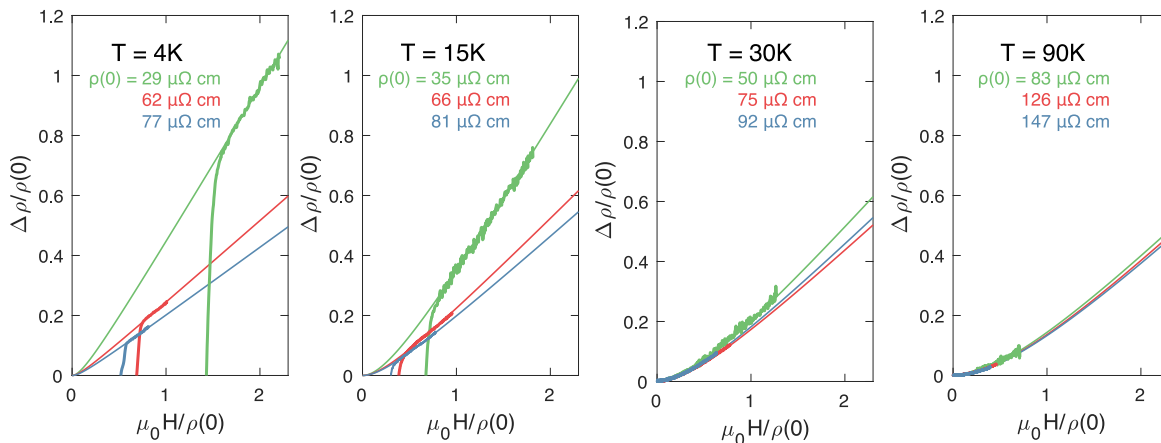 T = 4K
ρ(0) = 29 μΩ cm
62 μΩ cm
77 μΩ cm
1.2
1
0.8
0.6
0.4
0.2
0
0
1
2
Δρ/ρ(0)
μ₀H/ρ(0)
T = 15K
ρ(0) = 35 μΩ cm
66 μΩ cm
81 μΩ cm
1.2
1
0.8
0.6
0.4
0.2
0
0
1
2
Δρ/ρ(0)
μ₀H/ρ(0)
T = 30K
ρ(0) = 50 μΩ cm
75 μΩ cm
92 μΩ cm
1.2
1
0.8
0.6
0.4
0.2
0
0
1
2
Δρ/ρ(0)
μ₀H/ρ(0)
T = 90K
ρ(0) = 83 μΩ cm
126 μΩ cm
147 μΩ cm
1.2
1
0.8
0.6
0.4
0.2
0
0
1
2
Δρ/ρ(0)
μ₀H/ρ(0)